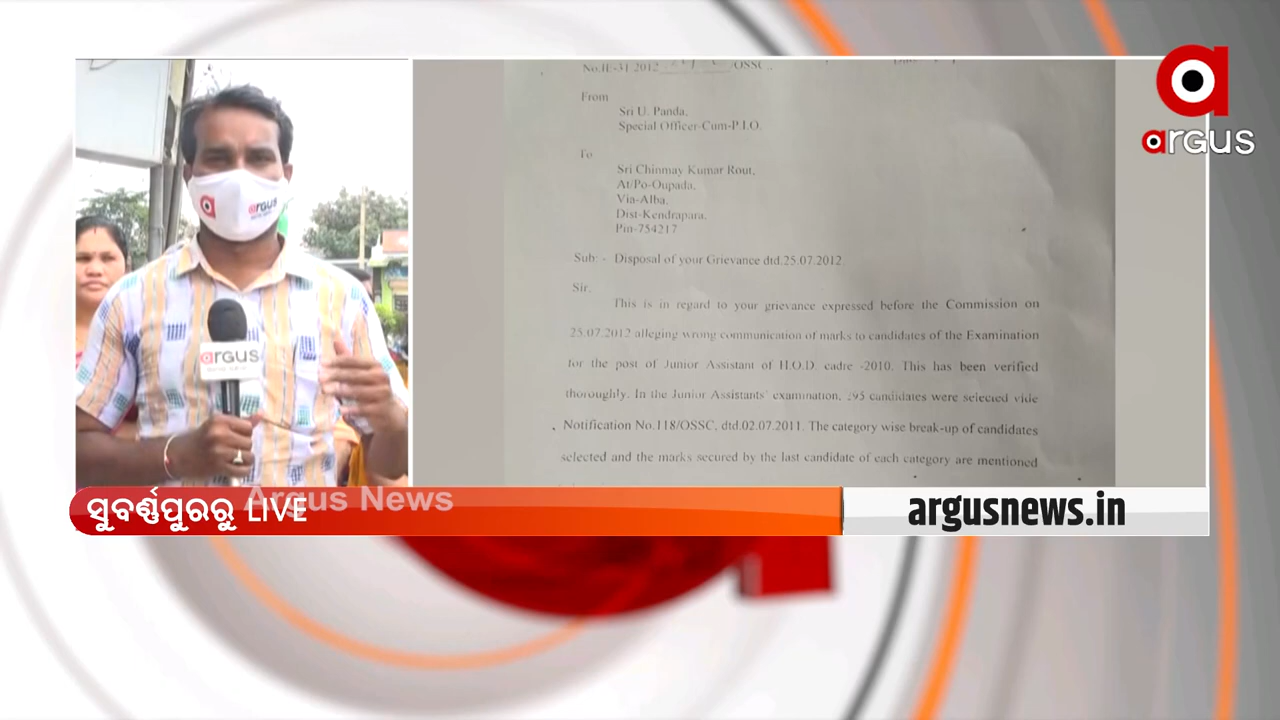 No.IE-31.2012 /OSSC.
From
Sri U. Panda,
Special Officer-Cum-P.I.O.
To
Sri Chinmay Kumar Rout,
At/Po-Oupada,
Via-Alba,
Dist-Kendrapara.
Pin-754217
Sub: - Disposal of your Grievance dtd.25.07.2012
Sir,
This is in regard to your grievance expressed before the Commission on
25.07.2012 alleging wrong communication of marks to candidates of the Examination
for the post of Junior Assistant of H.O.D. cadre -2010. This has been verified
thoroughly. In the Junior Assistants' examination, 295 candidates were selected vide
Notification No.118/OSSC, dtd.02.07.2011. The category wise break-up of candidates
selected and the marks secured by the last candidate of each category are mentioned
argus
argus
argus
ସୁବର୍ଣ୍ଣପୁରରୁ LIVE
Argus News
argusnews.in